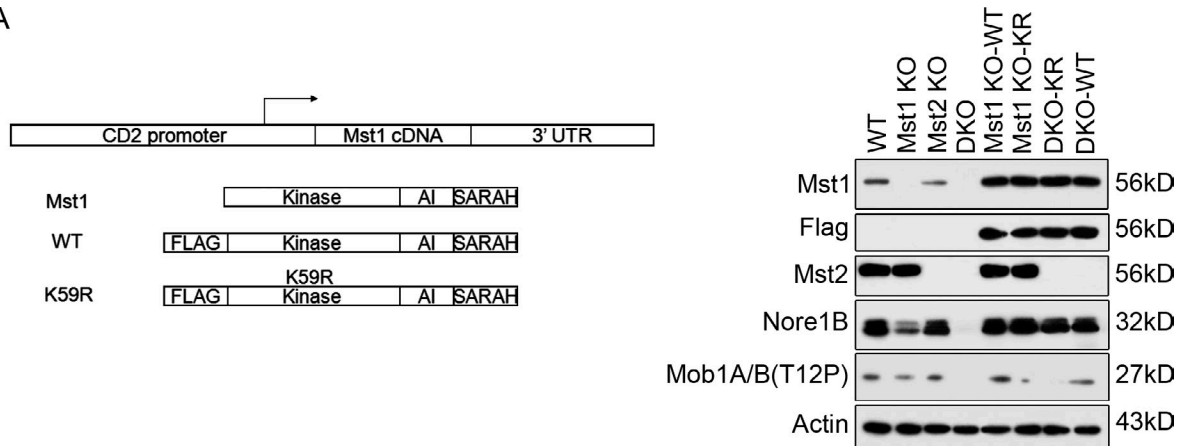 A
CD2 promoter Mst1 cDNA 3' UTR
Mst1 Kinase AI SARAH
WT FLAG Kinase AI SARAH
K59R
K59R FLAG Kinase AI SARAH
WT
Mst1 KO
Mst2 KO
DKO
Mst1 KO-WT
Mst1 KO-KR
DKO-KR
DKO-WT
Mst1 56kD
Flag 56kD
Mst2 56kD
Nore1B 32kD
Mob1A/B(T12P) 27kD
Actin 43kD